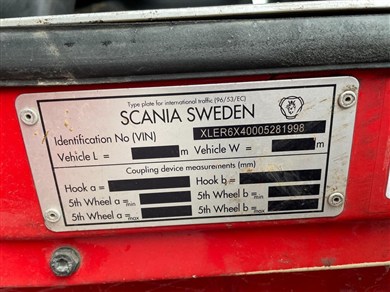 Type plate for international traffic (96/53/EC)
SCANIA SWEDEN
Identification No (VIN) XLER6X40005281998
Vehicle L = m Vehicle W = m
Coupling device measurements (mm)
Hook a = Hook b =
5th Wheel a min = 5th Wheel b min =
5th Wheel a max = 5th Wheel b max =